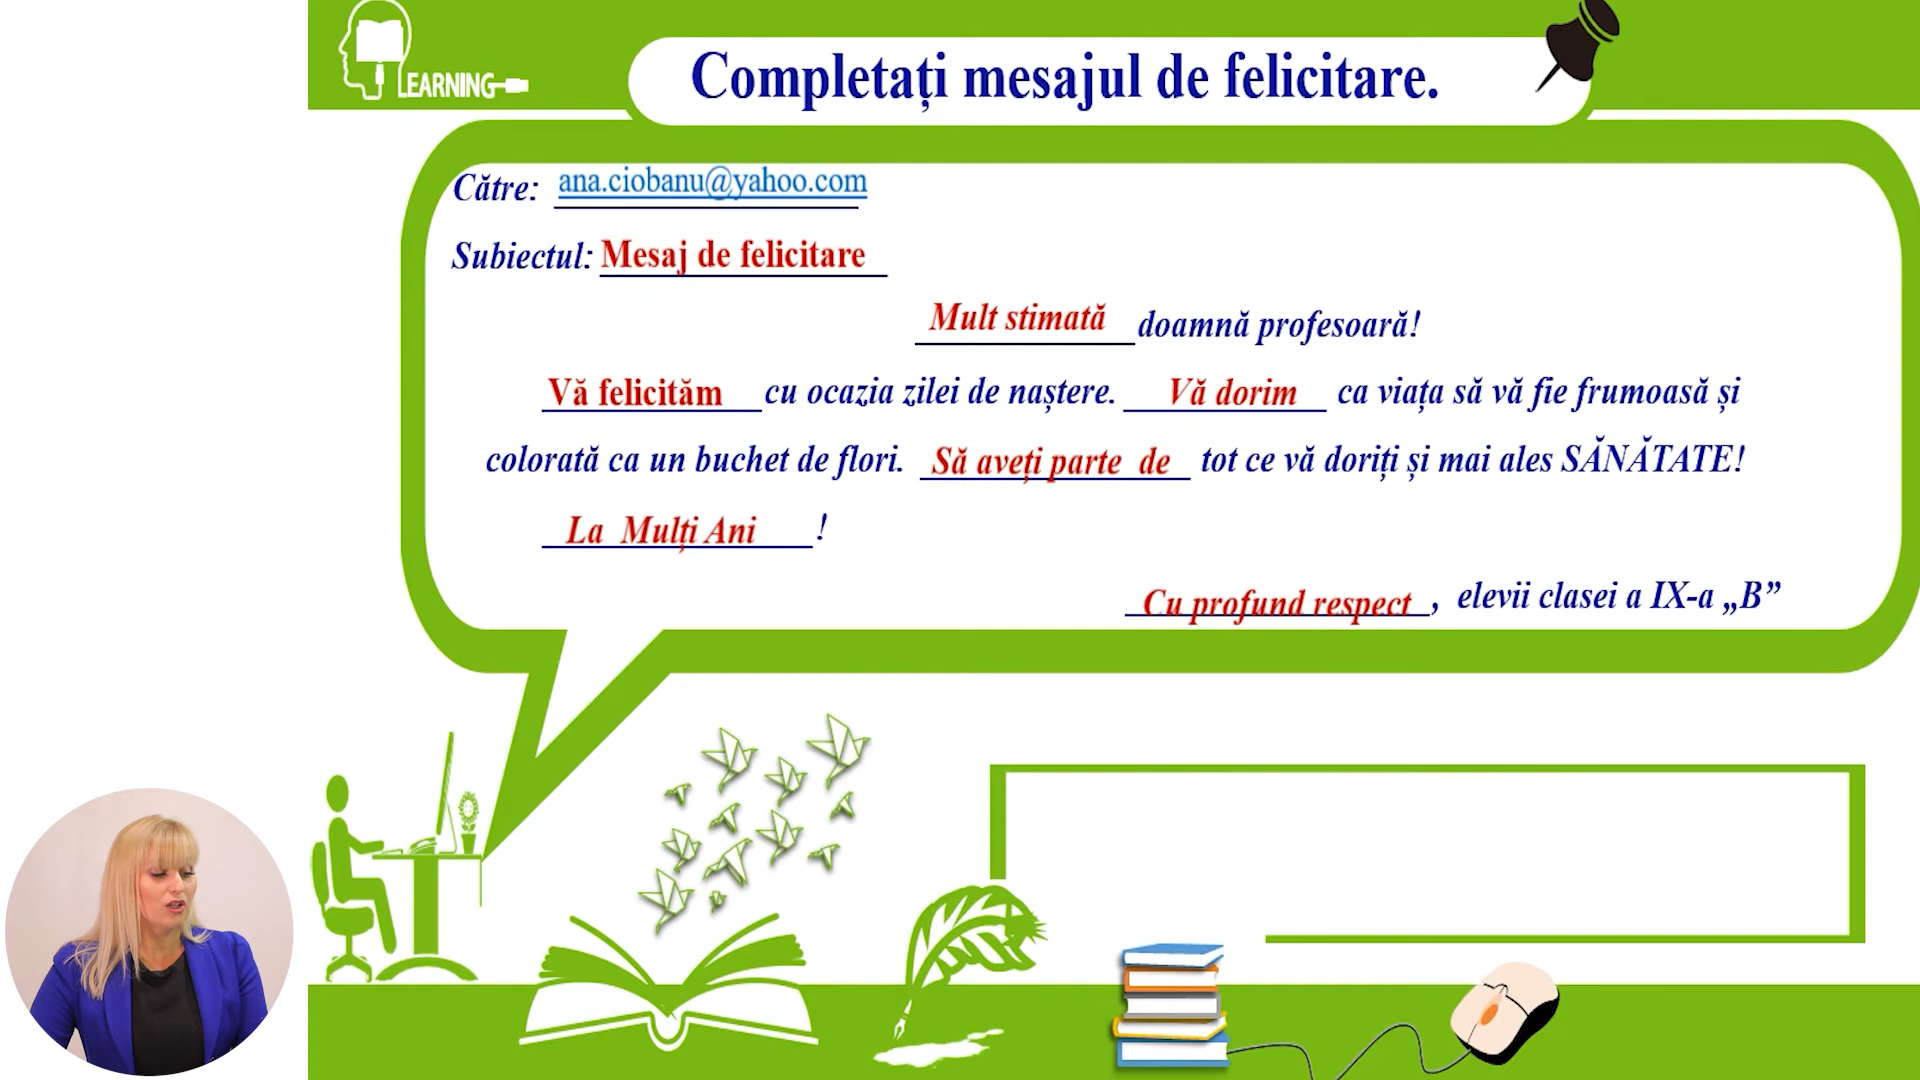 LEARNING
Completați mesajul de felicitare.
Către: ana.ciobanu@yahoo.com
Subiectul: Mesaj de felicitare
Mult stimată doamnă profesoară!
Vă felicităm cu ocazia zilei de naștere. Vă dorim ca viața să vă fie frumoasă și
colorată ca un buchet de flori. Să aveți parte de tot ce vă doriți și mai ales SĂNĂTATE!
La Mulți Ani !
Cu profund respect, elevii clasei a IX-a „B”